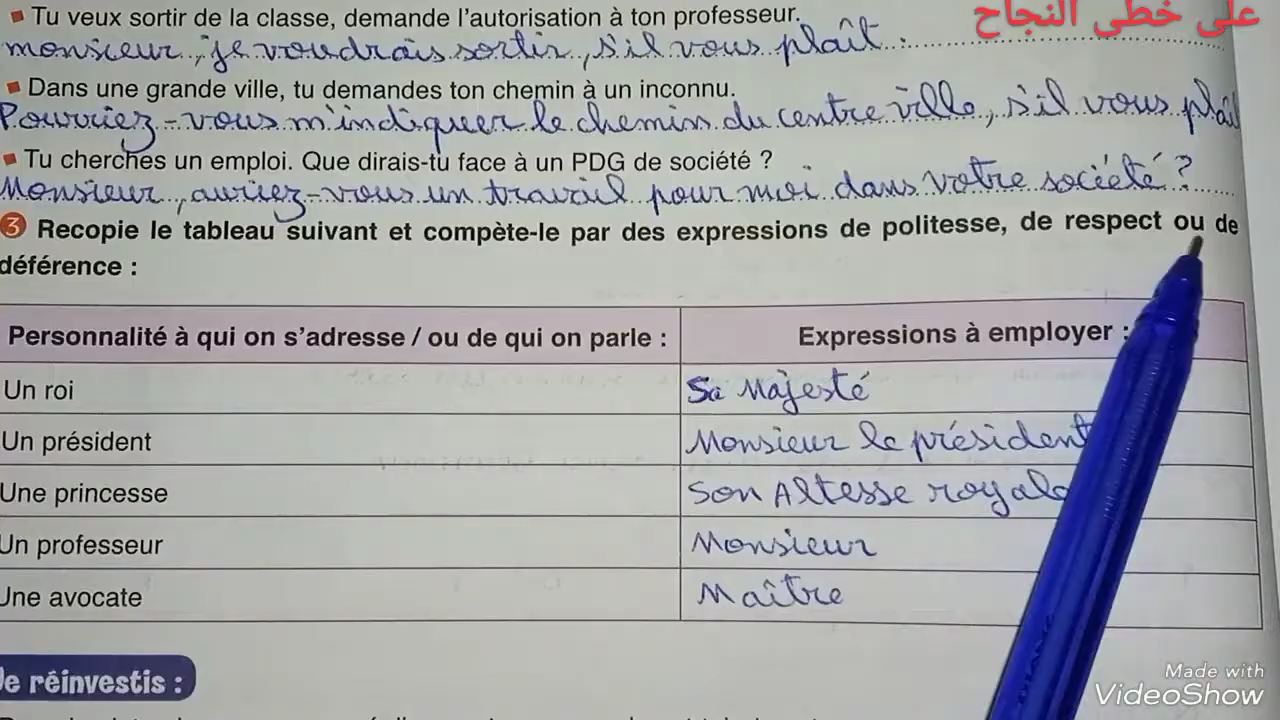 على خطى النجاح
▪ Tu veux sortir de la classe, demande l'autorisation à ton professeur.
monsieur, je voudrais sortir, s'il vous plaît.
▪ Dans une grande ville, tu demandes ton chemin à un inconnu.
Pourriez-vous m'indiquer le chemin du centre ville, s'il vous plaî
▪ Tu cherches un emploi. Que dirais-tu face à un PDG de société ?
Monsieur, auriez-vous un travail pour moi dans votre société ?
3 Recopie le tableau suivant et compète-le par des expressions de politesse, de respect ou de
déférence :
Personnalité à qui on s'adresse / ou de qui on parle : Expressions à employer :
Un roi Sa Majesté
Un président Monsieur le président
Une princesse Son Altesse royale
Un professeur Monsieur
Une avocate Maître
Je réinvestis :
Made with
VideoShow